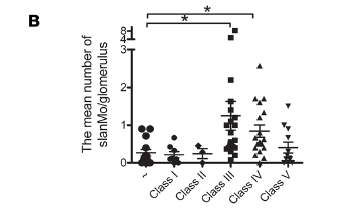 B
*
*
The mean number of
slanMo/glomerulus
8
4
3
2
1
0
~
Class I
Class II
Class III
Class IV
Class V